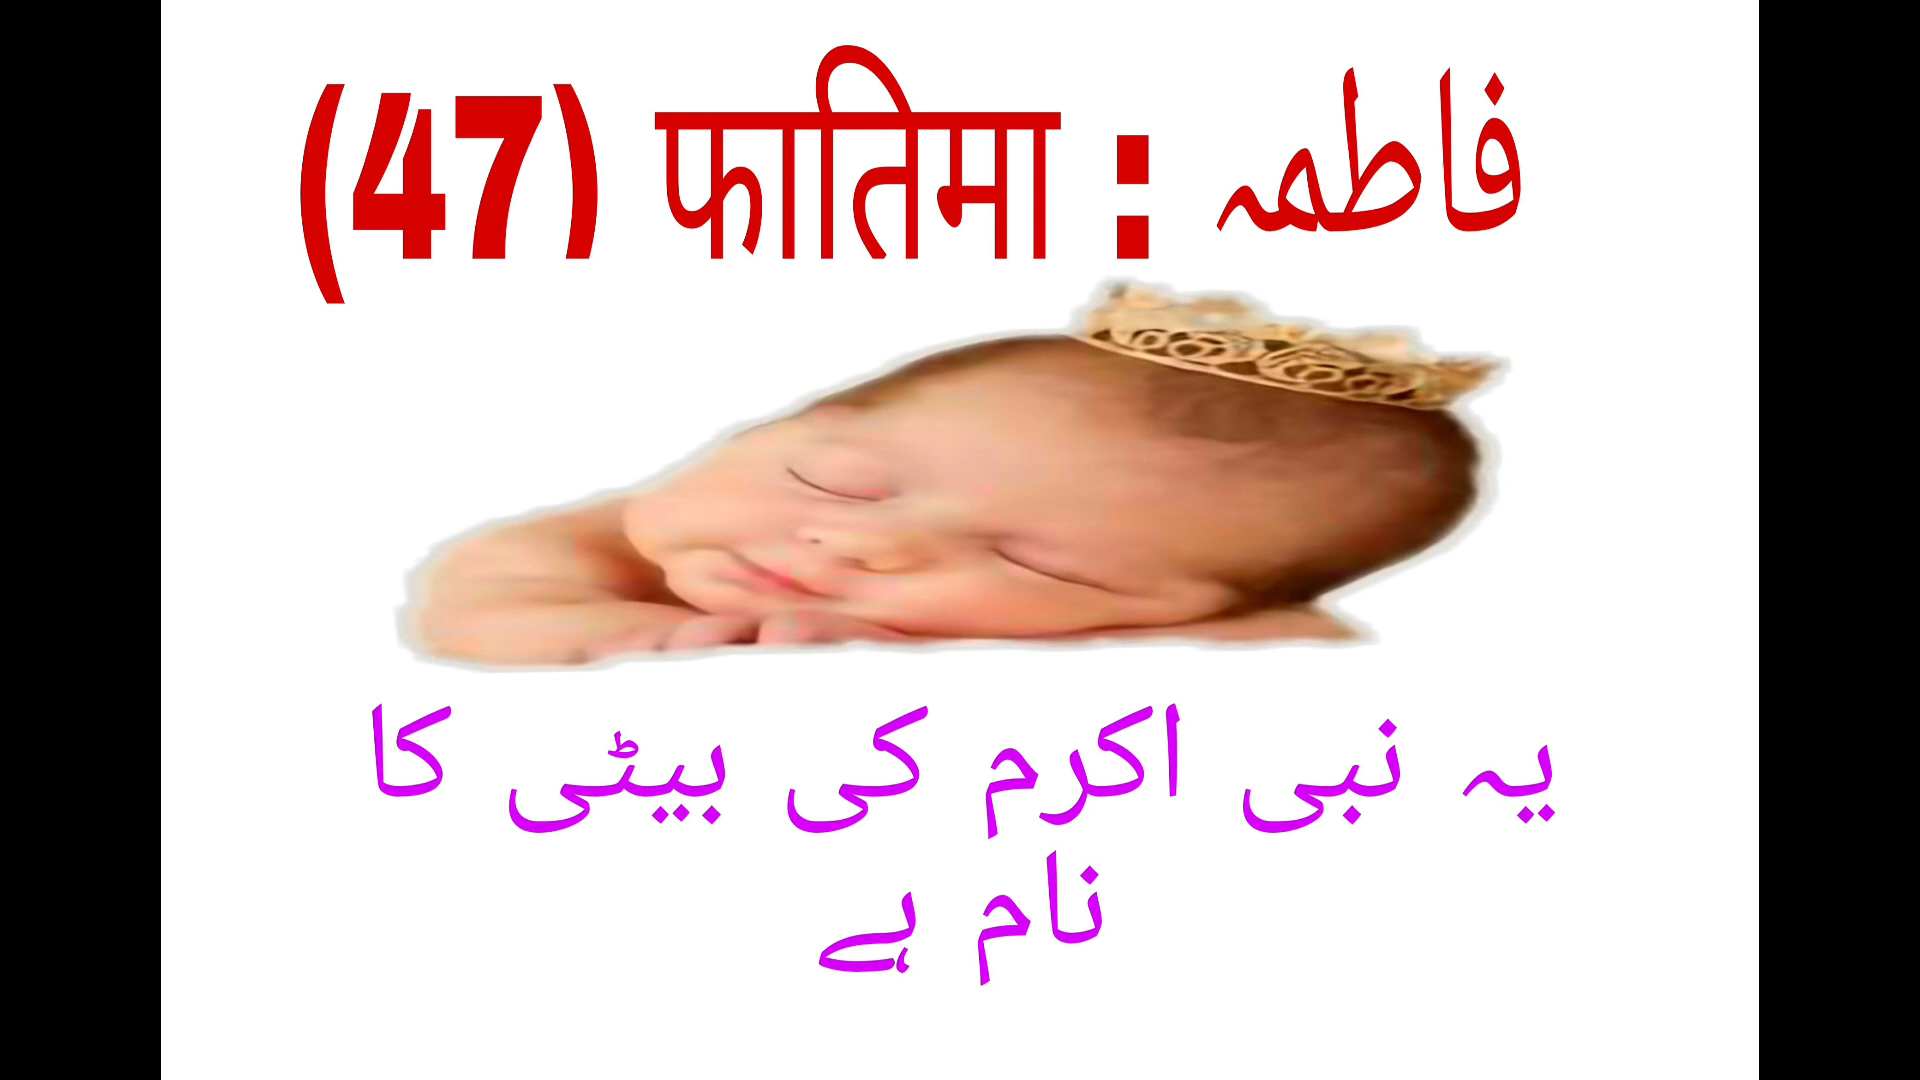 (47) फातिमा : فاطمہ
یہ نبی اکرم کی بیٹی کا
نام ہے